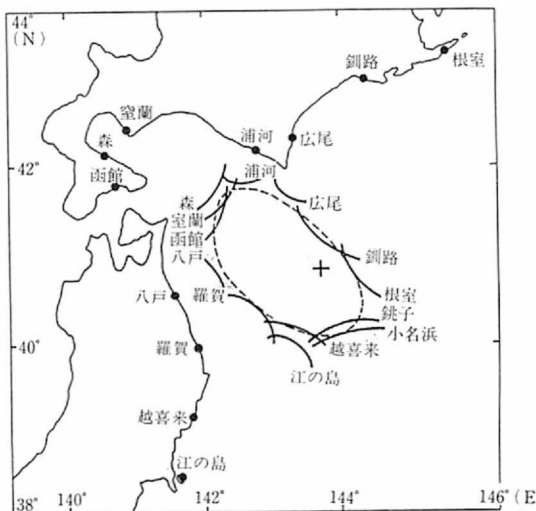 44°
(N)
釧路
根室
室蘭
浦河
広尾
森
42°
函館
浦河
森
広尾
室蘭
函館
八戸
釧路
八戸
羅賀
根室
銚子
小名浜
40°
羅賀
越喜来
江の島
越喜来
江の島
38°
140°
142°
144°
146°(E)